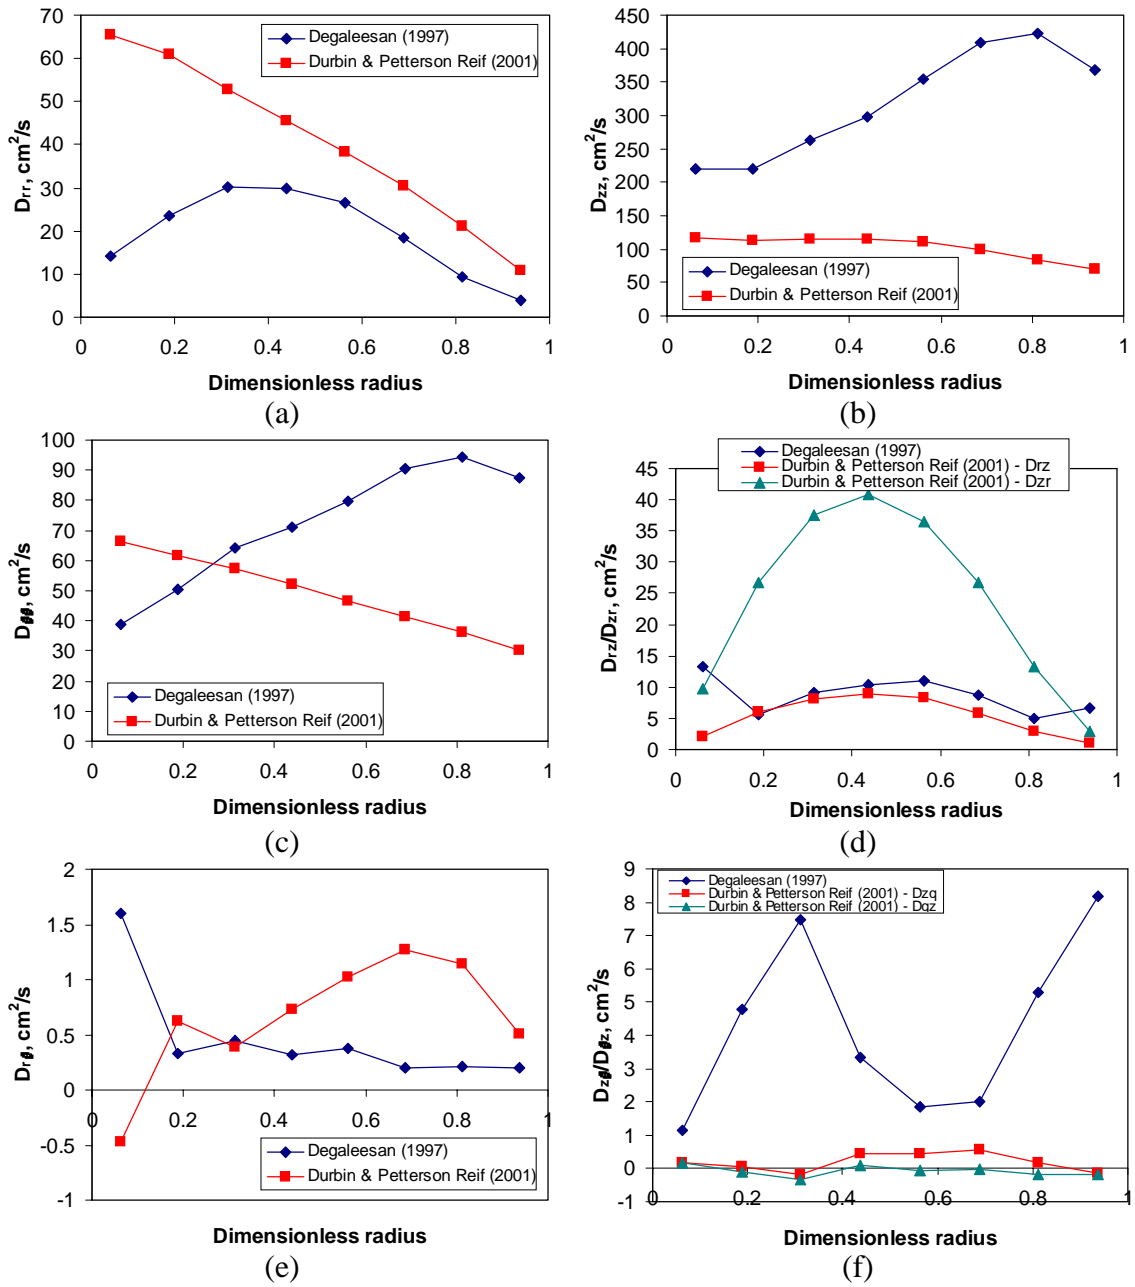 70
60
50
40
30
20
10
0
Drr, cm²/s
Degaleesan (1997)
Durbin & Petterson Reif (2001)
0 0.2 0.4 0.6 0.8 1
Dimensionless radius
(a)
450
400
350
300
250
200
150
100
50
0
Dzz, cm²/s
Degaleesan (1997)
Durbin & Petterson Reif (2001)
0 0.2 0.4 0.6 0.8 1
Dimensionless radius
(b)
100
90
80
70
60
50
40
30
20
10
0
Dθθ, cm²/s
Degaleesan (1997)
Durbin & Petterson Reif (2001)
0 0.2 0.4 0.6 0.8 1
Dimensionless radius
(c)
Degaleesan (1997)
Durbin & Petterson Reif (2001) - Drz
Durbin & Petterson Reif (2001) - Dzr
45
40
35
30
25
20
15
10
5
0
Drz/Dzr, cm²/s
0 0.2 0.4 0.6 0.8 1
Dimensionless radius
(d)
2
1.5
1
0.5
0
-0.5
-1
Drθ, cm²/s
0 0.2 0.4 0.6 0.8 1
Degaleesan (1997)
Durbin & Petterson Reif (2001)
Dimensionless radius
(e)
9
8
7
6
5
4
3
2
1
0
-1
Dzθ/Dθz, cm²/s
Degaleesan (1997)
Durbin & Petterson Reif (2001) - Dzq
Durbin & Petterson Reif (2001) - Dqz
0 0.2 0.4 0.6 0.8 1
Dimensionless radius
(f)